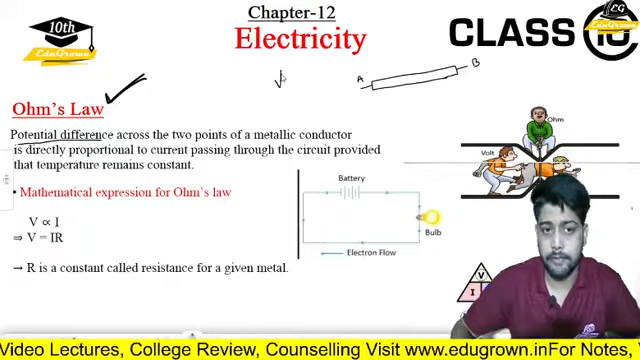 10th
EduGrown
Chapter-12
Electricity
CLASS 10
EG
EduGrown
A
B
Ohm's Law
Potential difference across the two points of a metallic conductor
is directly proportional to current passing through the circuit provided
that temperature remains constant.
• Mathematical expression for Ohm's law
V ∝ I
⇒ V = IR
→ R is a constant called resistance for a given metal.
Battery
Bulb
Electron Flow
Ohm
Volt
V
I
Video Lectures, College Review, Counselling Visit www.edugrown.inFor Notes,